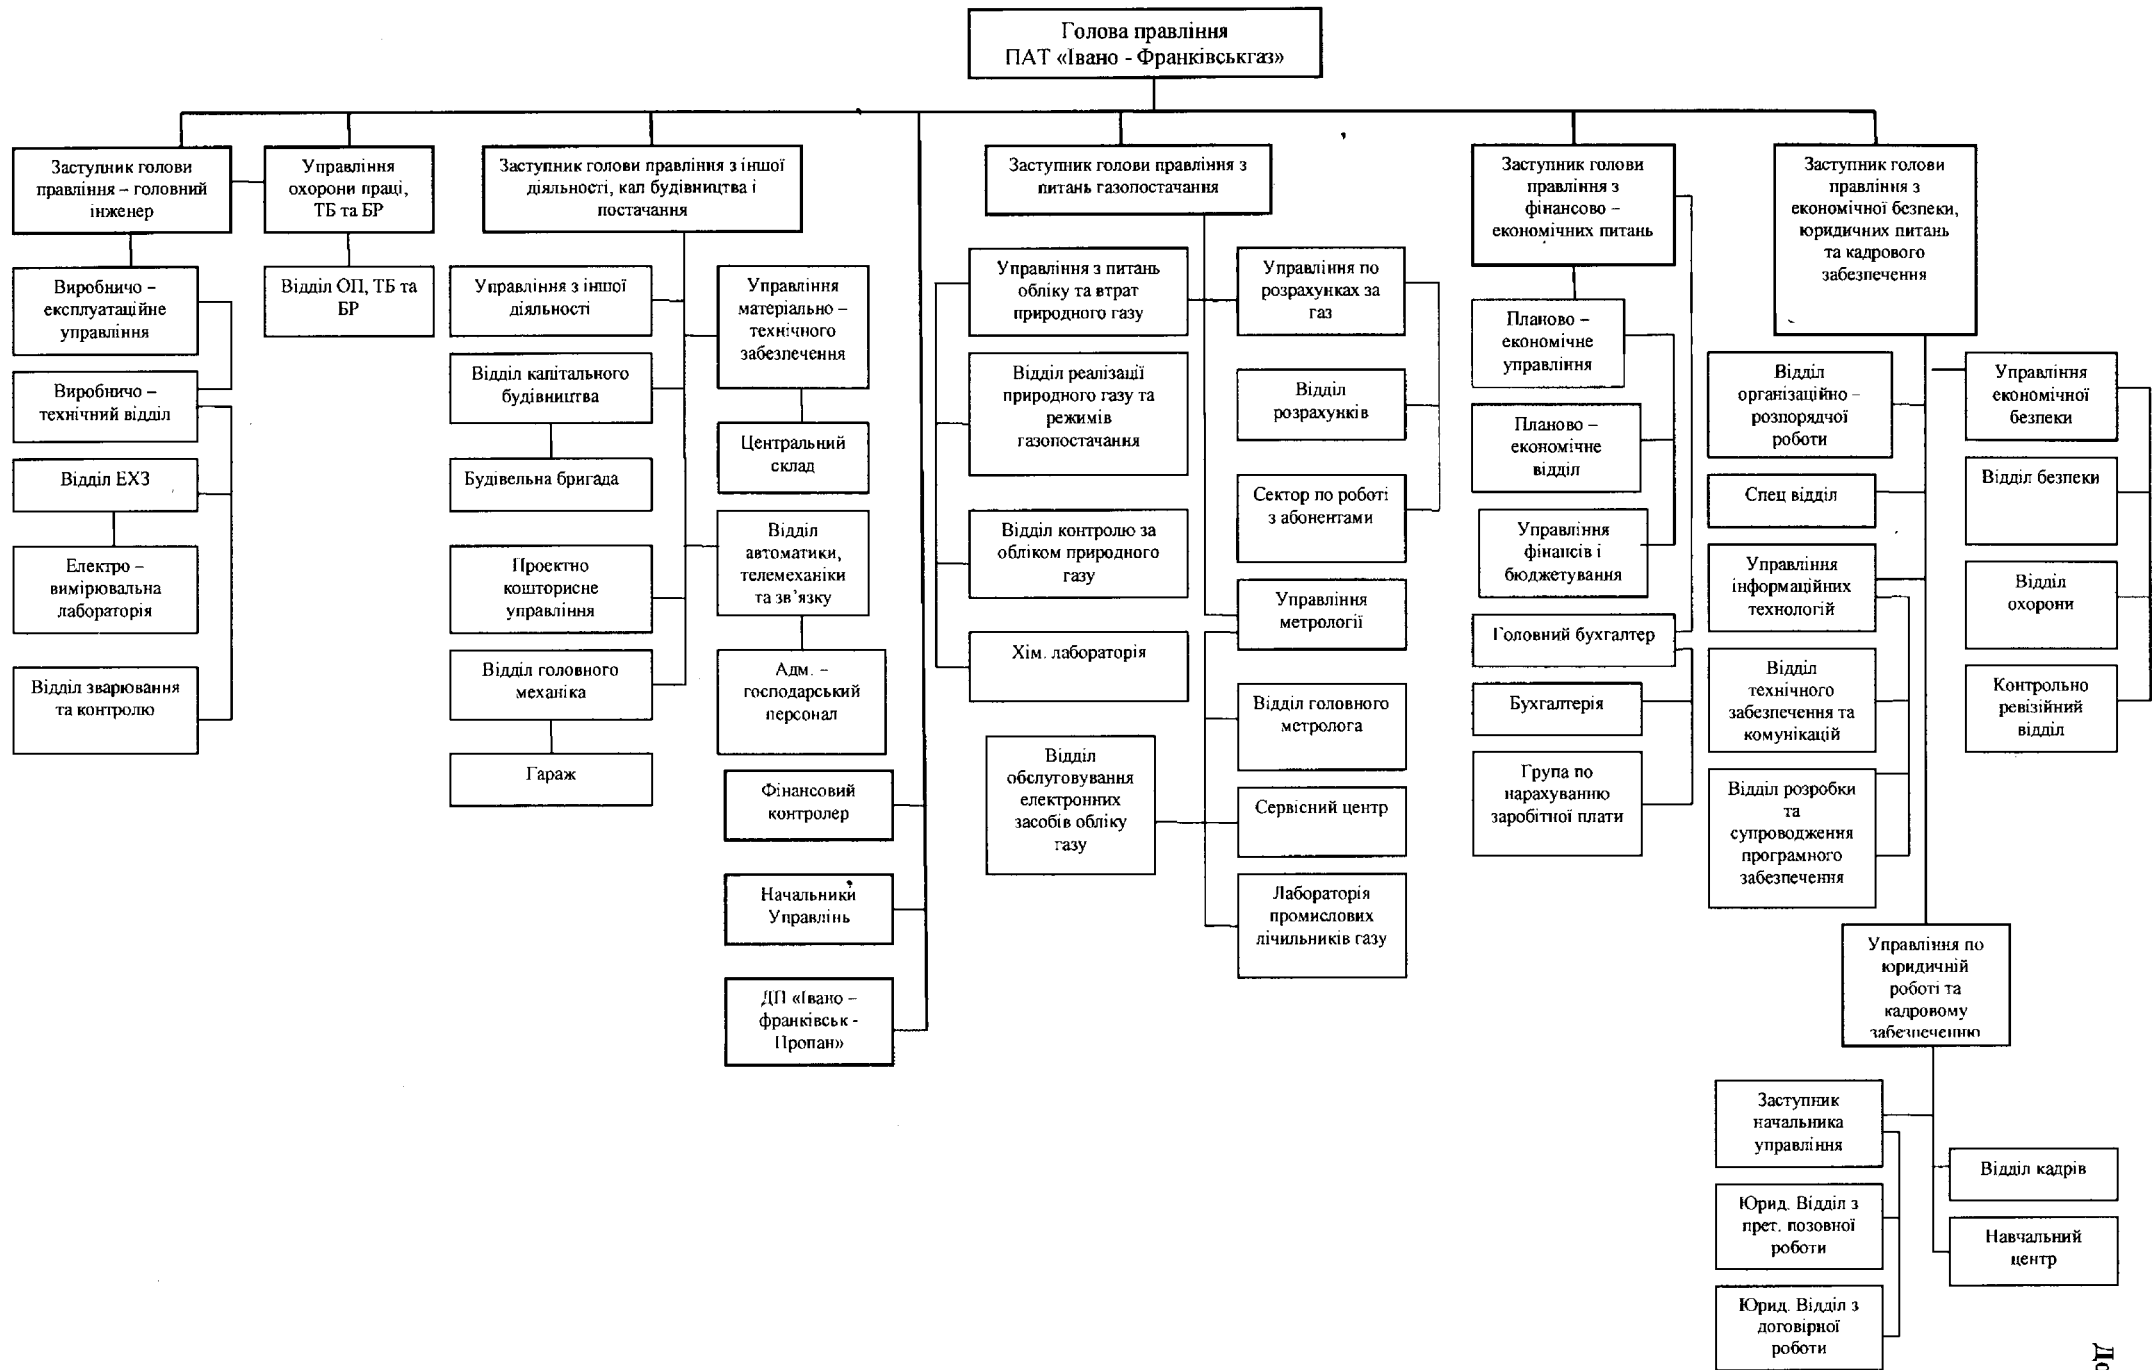 Голова правління
ПАТ «Івано - Франківськгаз»
Заступник голови
правління – головний
інженер
Управління
охорони праці,
ТБ та БР
Заступник голови правління з іншої
діяльності, кап будівництва і
постачання
Заступник голови правління з
питань газопостачання
Заступник голови
правління з
фінансово –
економічних питань
Заступник голови
правління з
економічної безпеки,
юридичних питань
та кадрового
забезпечення
Виробничо –
експлуатаційне
управління
Виробничо –
технічний відділ
Відділ ЕХЗ
Електро –
вимірювальна
лабораторія
Відділ зварювання
та контролю
Відділ ОП, ТБ та
БР
Управління з іншої
діяльності
Відділ капітального
будівництва
Будівельна бригада
Проектно
кошторисне
управління
Відділ головного
механіка
Гараж
Управління
матеріально –
технічного
забезпечення
Центральний
склад
Відділ
автоматики,
телемеханіки
та зв’язку
Адм. –
господарський
персонал
Фінансовий
контролер
Начальники
Управлінь
ДП «Івано –
франківськ -
Пропан»
Управління з питань
обліку та втрат
природного газу
Відділ реалізації
природного газу та
режимів
газопостачання
Відділ контролю за
обліком природного
газу
Хім. лабораторія
Відділ
обслутовування
електронних
засобів обліку
газу
Управління по
розрахунках за
газ
Відділ
розрахунків
Сектор по роботі
з абонентами
Управління
метрології
Відділ головного
метролога
Сервісний центр
Лабораторія
промислових
лічильників газу
Планово –
економічне
управління
Планово –
економічне
відділ
Управління
фінансів і
бюджетування
Головний бухгалтер
Бухгалтерія
Група по
нарахуванню
заробітної плати
Відділ
організаційно –
розпорядчої
роботи
Спец відділ
Управління
інформаційних
технологій
Відділ
технічного
забезпечення та
комунікацій
Відділ розробки
та
супроводження
програмного
забезпечення
Управління
економічної
безпеки
Відділ безпеки
Відділ
охорони
Контрольно
ревізійний
відділ
Управління по
юридичній
роботі та
кадровому
забезпеченню
Заступник
начальника
управління
Юрид. Відділ з
прет. позовної
роботи
Юрид. Відділ з
договірної
роботи
Відділ кадрів
Навчальний
центр